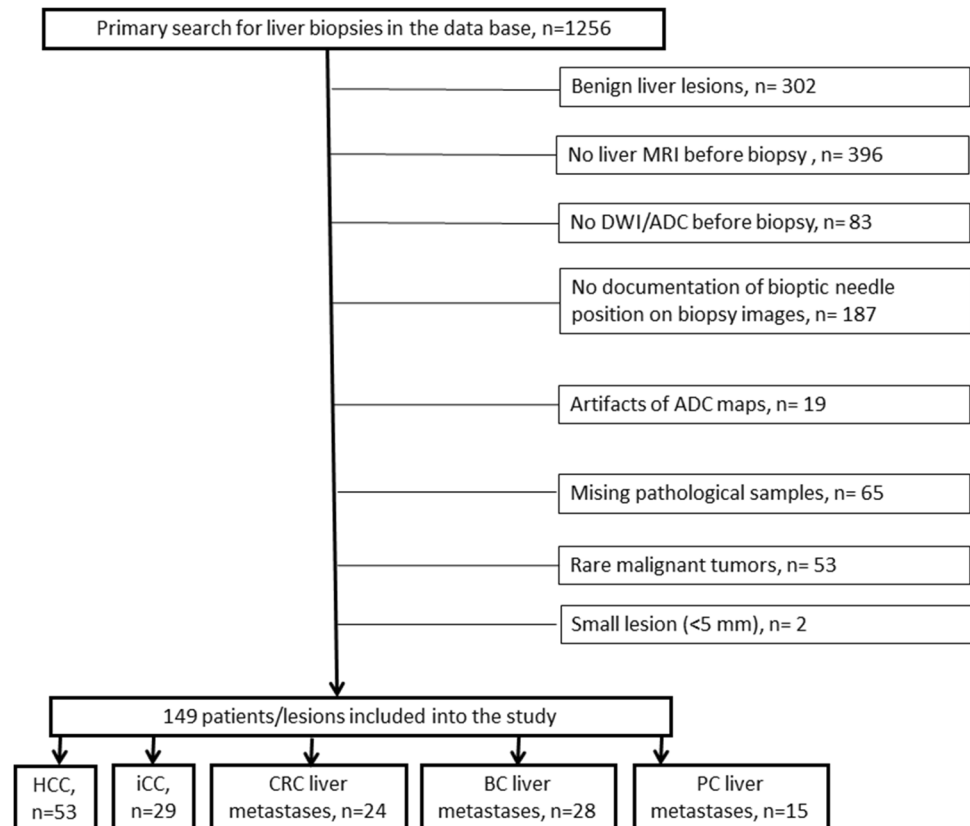 Primary search for liver biopsies in the data base, n=1256
Benign liver lesions, n= 302
No liver MRI before biopsy , n= 396
No DWI/ADC before biopsy, n= 83
No documentation of bioptic needle
position on biopsy images, n= 187
Artifacts of ADC maps, n= 19
Mising pathological samples, n= 65
Rare malignant tumors, n= 53
Small lesion (<5 mm), n= 2
149 patients/lesions included into the study
HCC,
n=53
iCC,
n=29
CRC liver
metastases, n=24
BC liver
metastases, n=28
PC liver
metastases, n=15